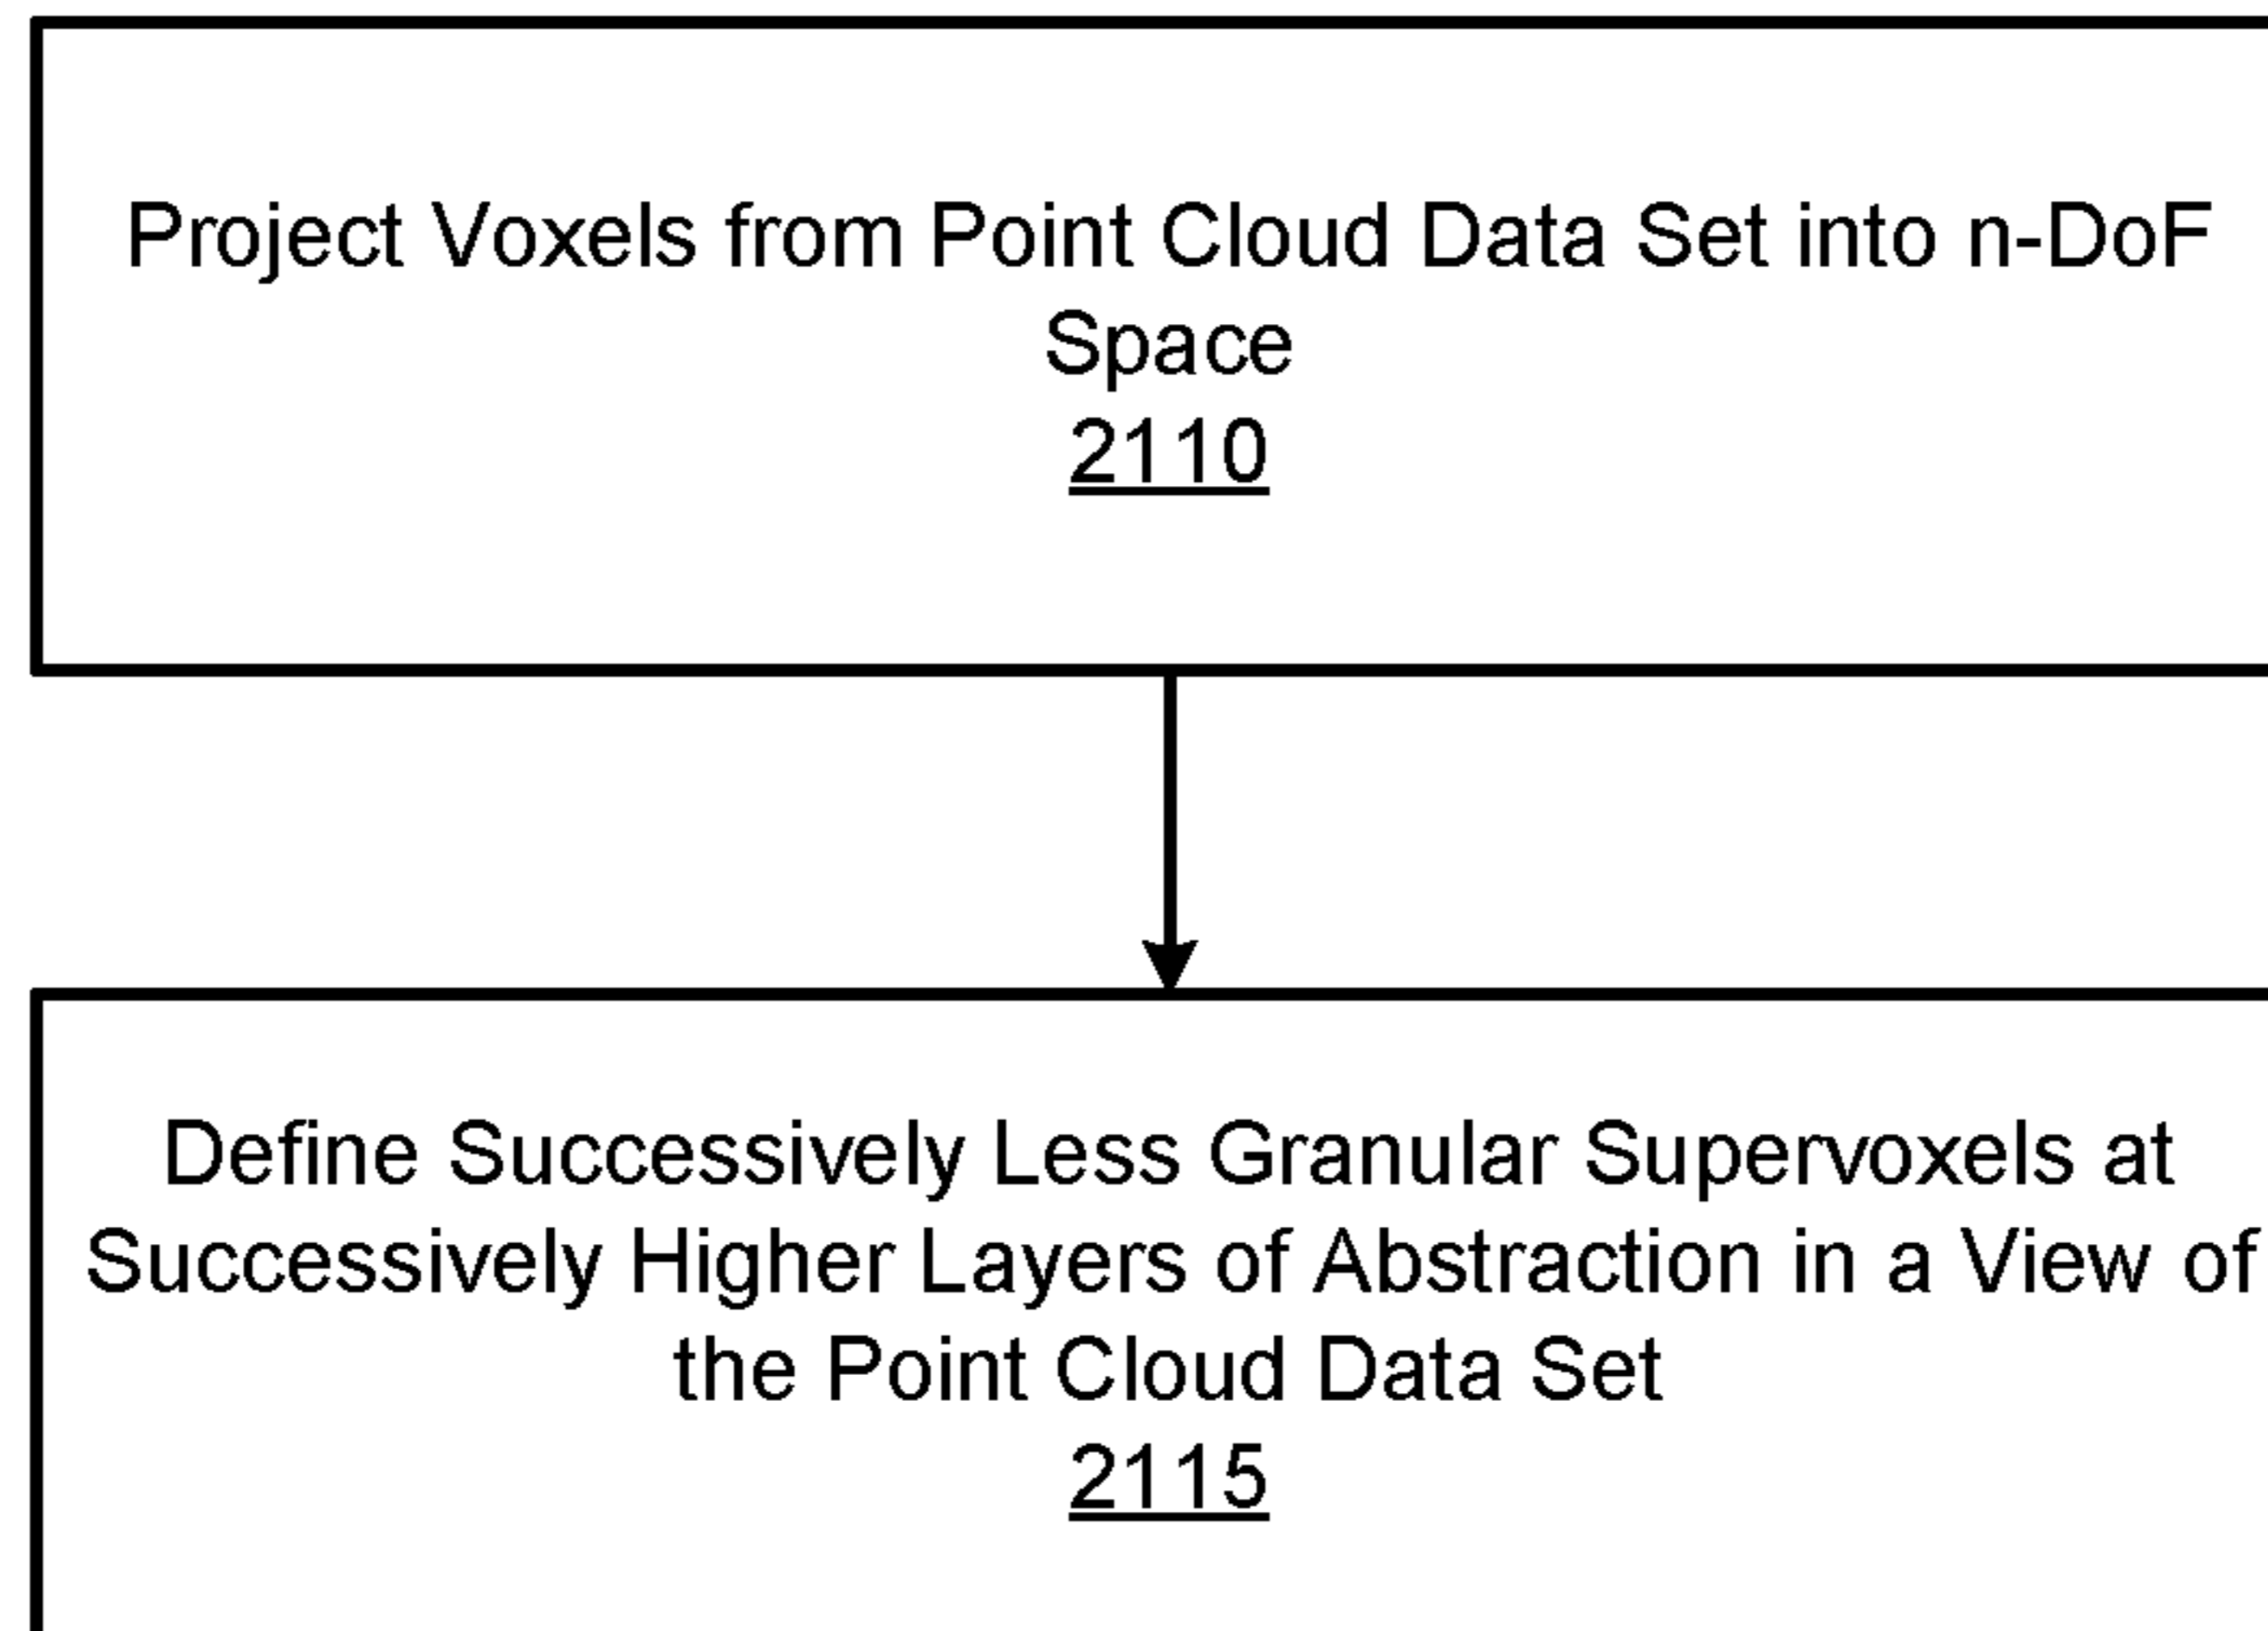 Project Voxels from Point Cloud Data Set into n-DoF
Space
2110
Define Successively Less Granular Supervoxels at
Successively Higher Layers of Abstraction in a View of
the Point Cloud Data Set
2115